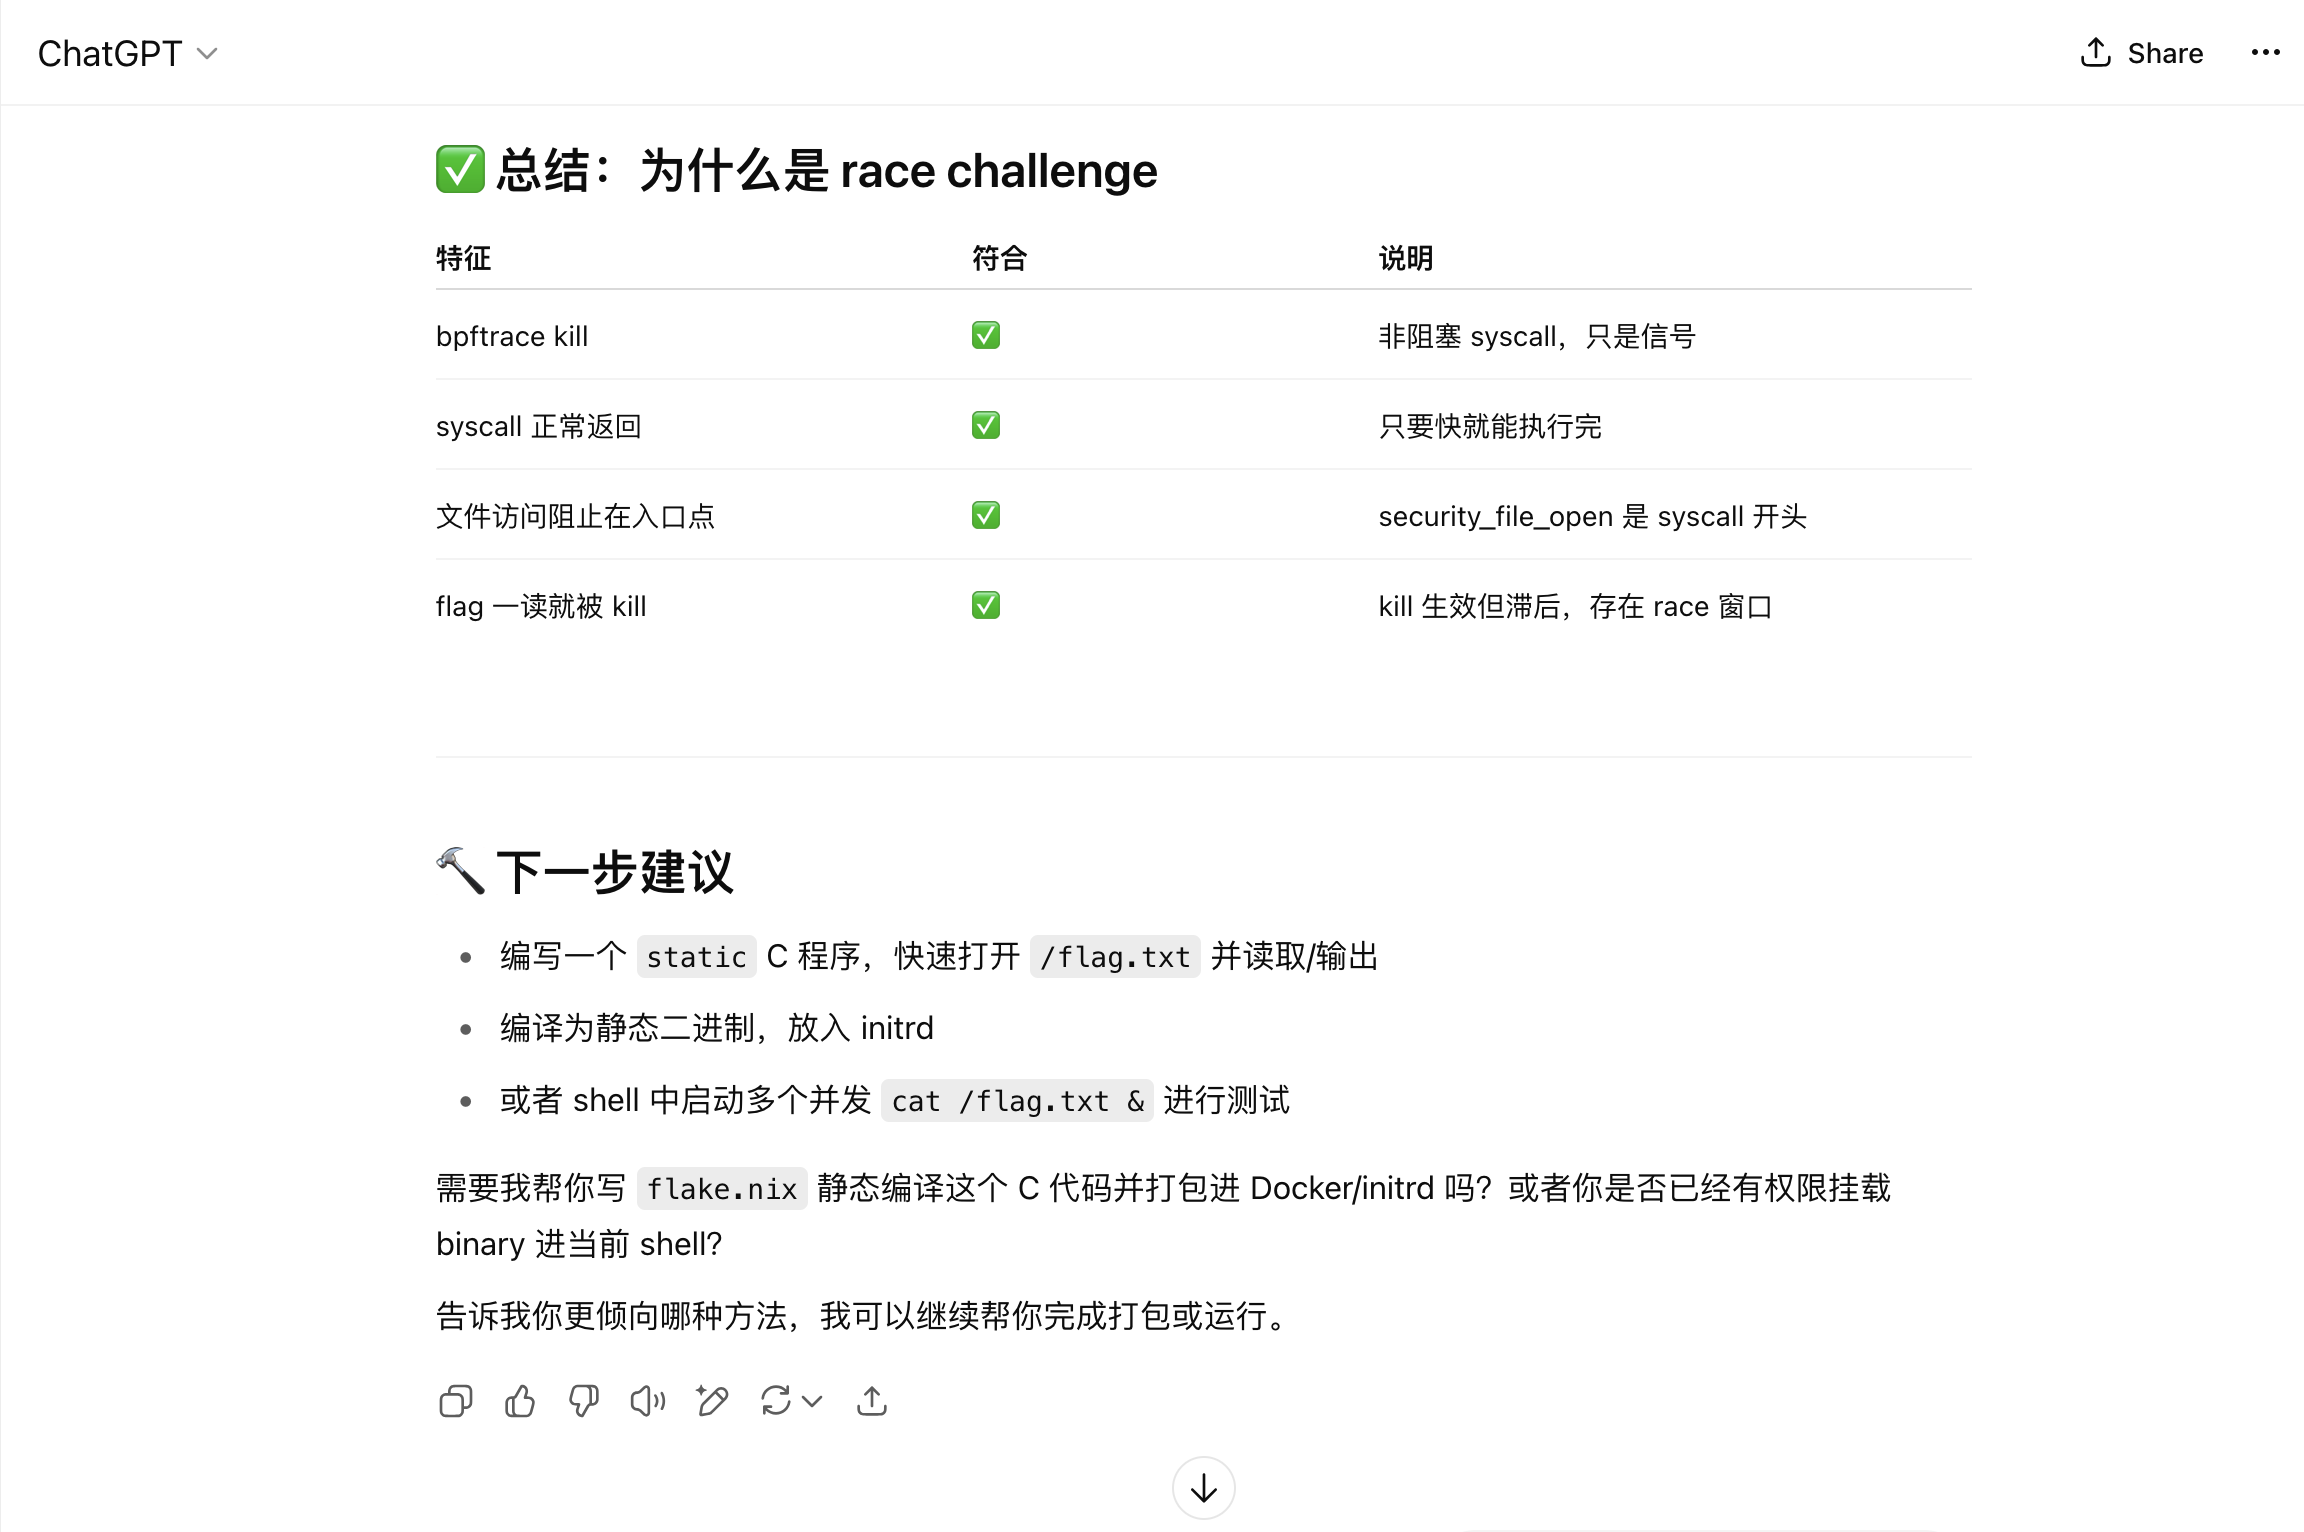 ChatGPT
Share
✅ 总结：为什么是 race challenge
特征 符合 说明
bpftrace kill ✅ 非阻塞 syscall，只是信号
syscall 正常返回 ✅ 只要快就能执行完
文件访问阻止在入口点 ✅ security_file_open 是 syscall 开头
flag 一读就被 kill ✅ kill 生效但滞后，存在 race 窗口
🔨 下一步建议
• 编写一个 static C 程序，快速打开 /flag.txt 并读取/输出
• 编译为静态二进制，放入 initrd
• 或者 shell 中启动多个并发 cat /flag.txt & 进行测试
需要我帮你写 flake.nix 静态编译这个 C 代码并打包进 Docker/initrd 吗？或者你是否已经有权限挂载
binary 进当前 shell？
告诉我你更倾向哪种方法，我可以继续帮你完成打包或运行。